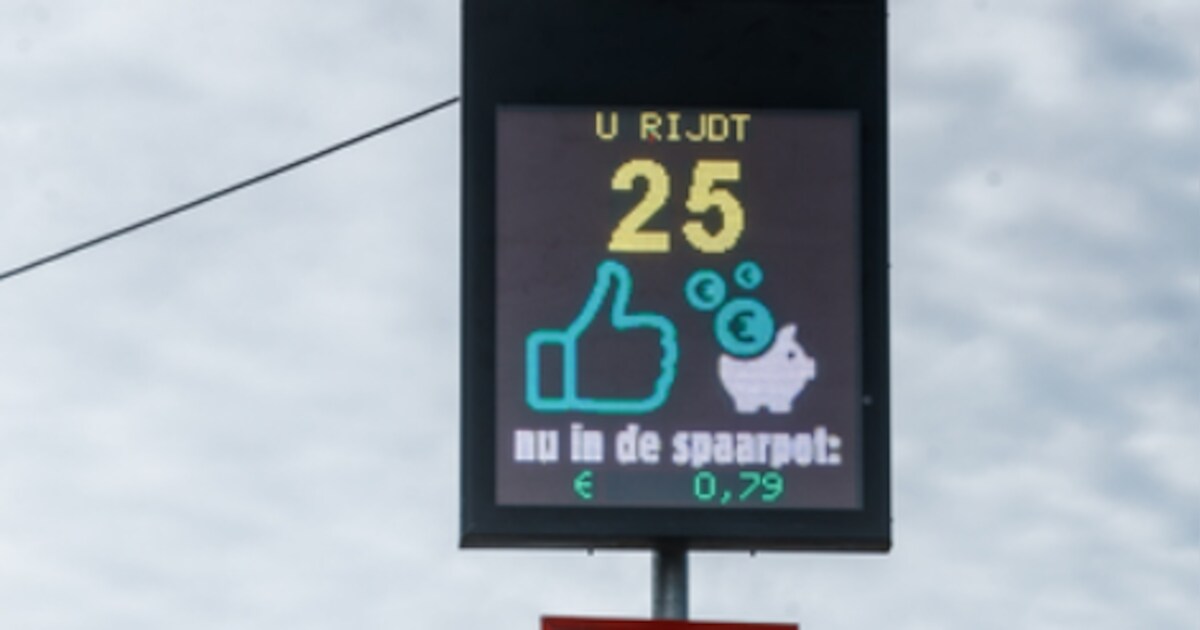 U RIJDT
25
nu in de spaarpot:
€ 0,79